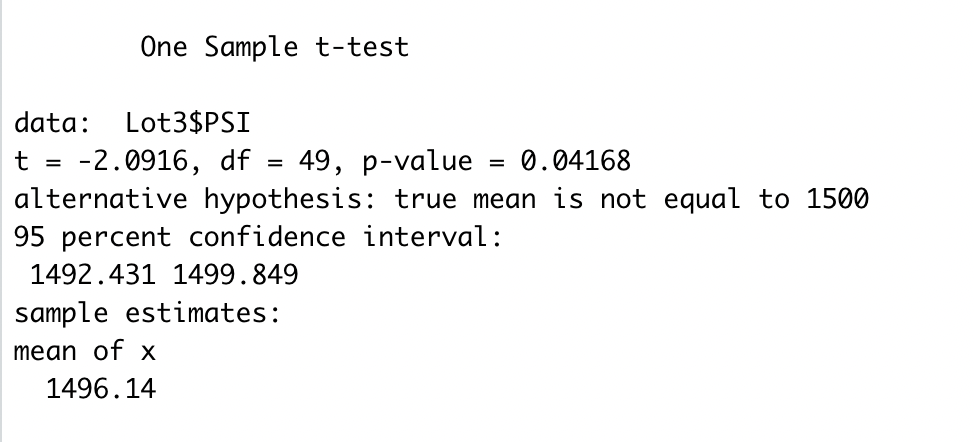 One Sample t-test
data:  Lot3$PSI
t = -2.0916, df = 49, p-value = 0.04168
alternative hypothesis: true mean is not equal to 1500
95 percent confidence interval:
1492.431 1499.849
sample estimates:
mean of x
1496.14